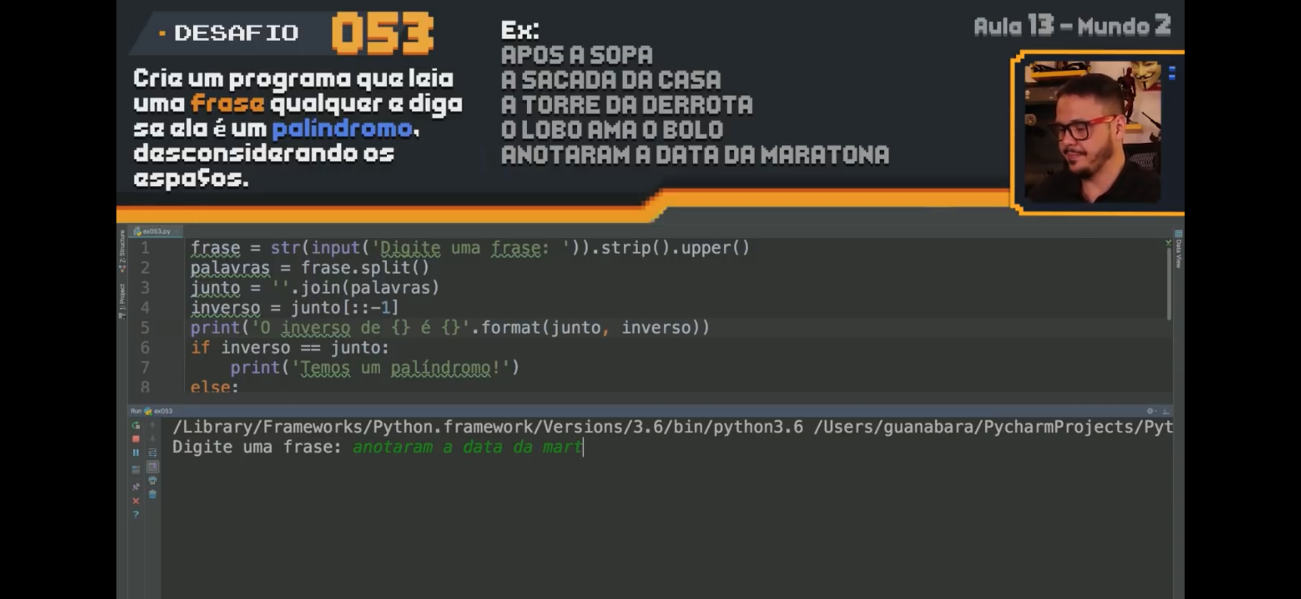 DESAFIO 053
Crie um programa que leia
uma frase qualquer e diga
se ela é um palíndromo,
desconsiderando os
espaços.
Ex:
APOS A SOPA
A SACADA DA CASA
A TORRE DA DERROTA
O LOBO AMA O BOLO
ANOTARAM A DATA DA MARATONA
Aula 13 – Mundo 2
ex053.py
1 frase = str(input('Digite uma frase: ')).strip().upper()
2 palavras = frase.split()
3 junto = ''.join(palavras)
4 inverso = junto[::-1]
5 print('O inverso de {} é {}'.format(junto, inverso))
6 if inverso == junto:
7 print('Temos um palíndromo!')
8 else:
Z: Structure
1: Project
Data View
Run ex053
/Library/Frameworks/Python.framework/Versions/3.6/bin/python3.6 /Users/guanabara/PycharmProjects/Pyt
Digite uma frase: anotaram a data da mart